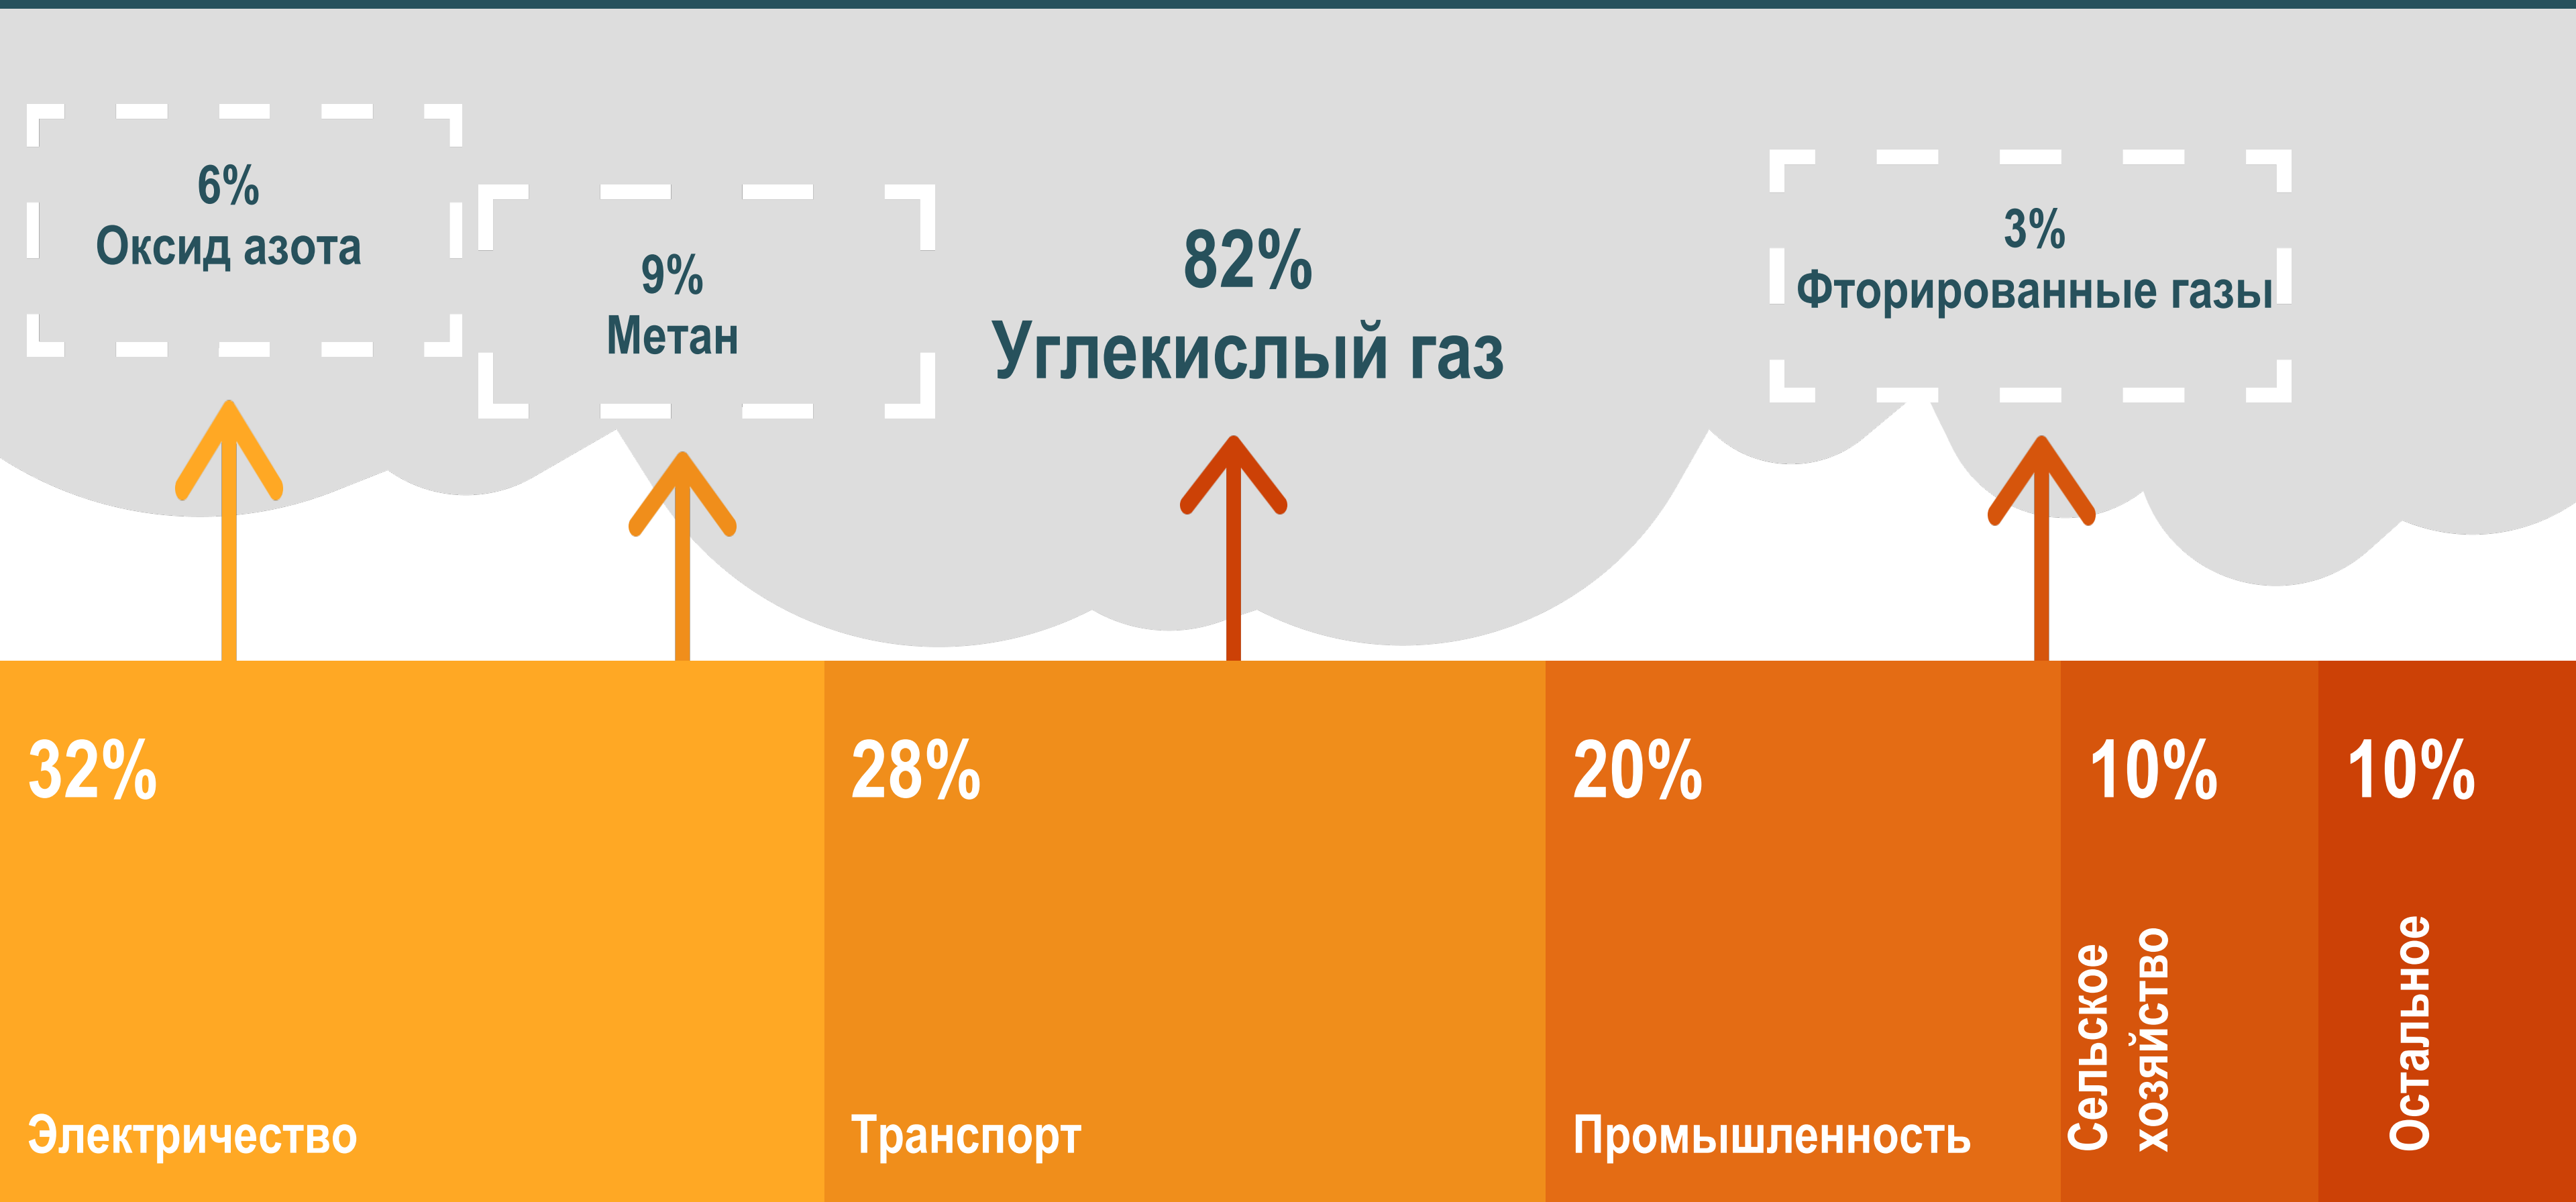 6%
Оксид азота
9%
Метан
82%
Углекислый газ
3%
Фторированные газы
32%
Электричество
28%
Транспорт
20%
Промышленность
10%
Сельское
хозяйство
10%
Остальное